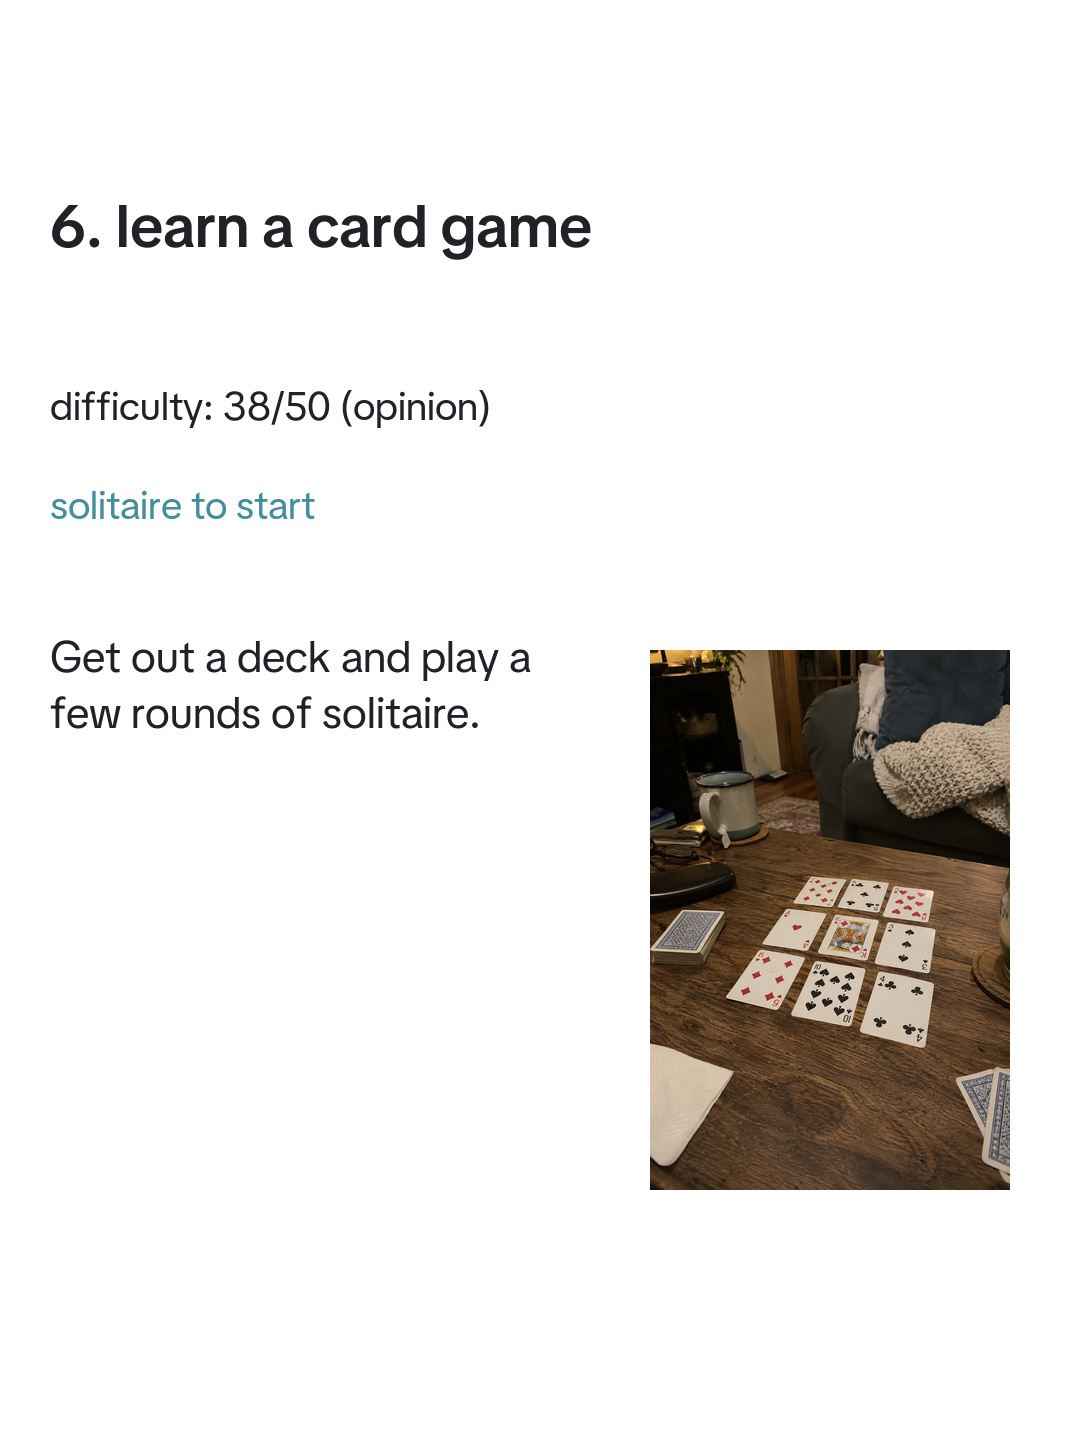 6. learn a card game
difficulty: 38/50 (opinion)
solitaire to start
Get out a deck and play a
few rounds of solitaire.